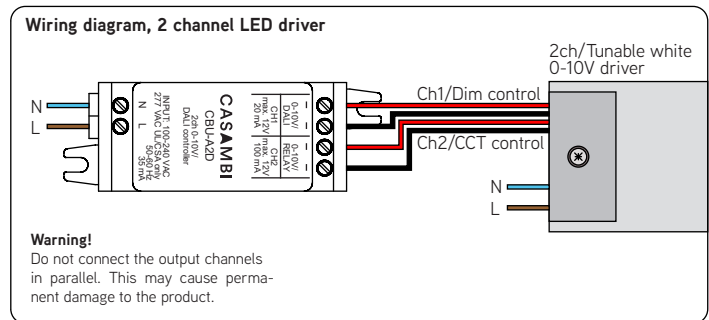 Wiring diagram, 2 channel LED driver
2ch/Tunable white
0-10V driver
N
L
INPUT: 100-240 VAC
277 VAC UL/CSA only
50-60 Hz
35 mA
N
L
CASAMBI
CBU-A2D
2ch 0-10V/
DALI controller
0-10V/
DALI
CH1
max. 12V
20 mA
0-10V/
RELAY
CH2
max. 12V
100 mA
Ch1/Dim control
Ch2/CCT control
N
L
Warning!
Do not connect the output channels
in parallel. This may cause perma-
nent damage to the product.